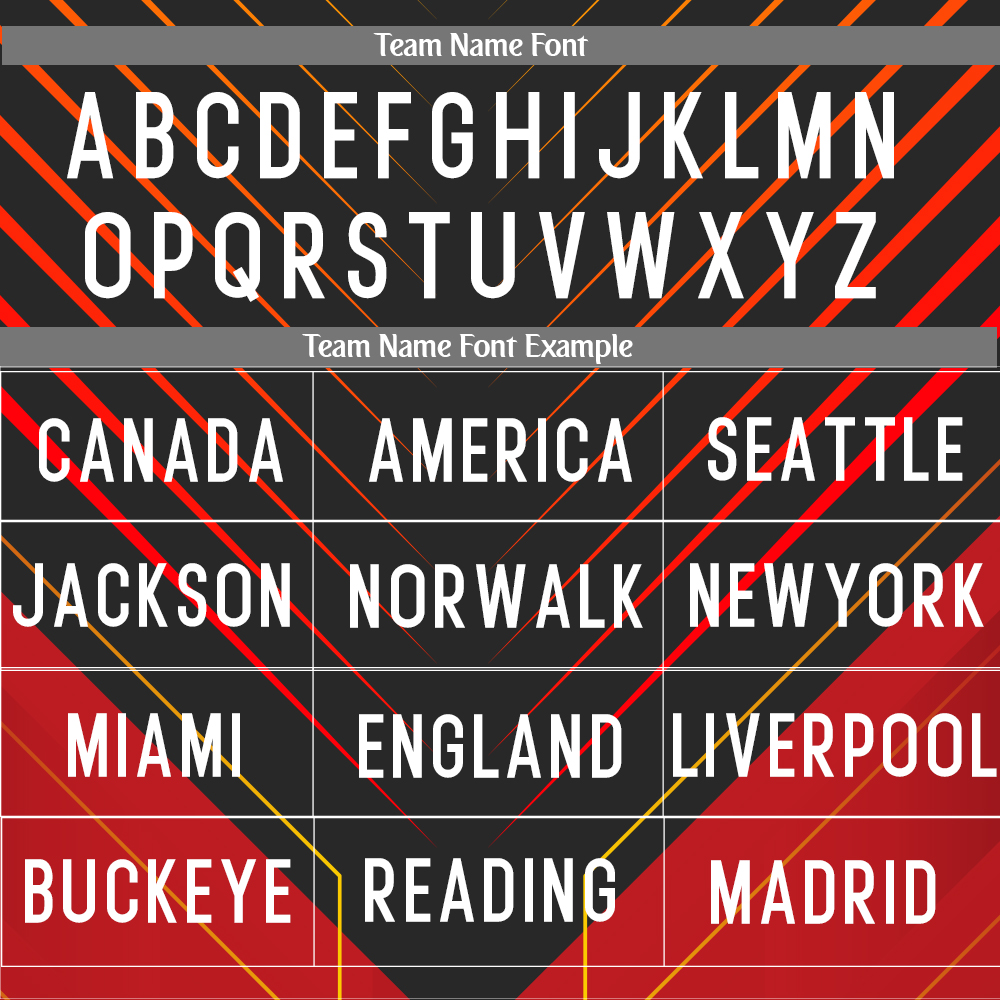 Team Name Font
ABCDEFGHIJKLMN
OPQRSTUVWXYZ
Team Name Font Example
CANADA AMERICA SEATTLE
JACKSON NORWALK NEWYORK
MIAMI ENGLAND LIVERPOOL
BUCKEYE READING MADRID